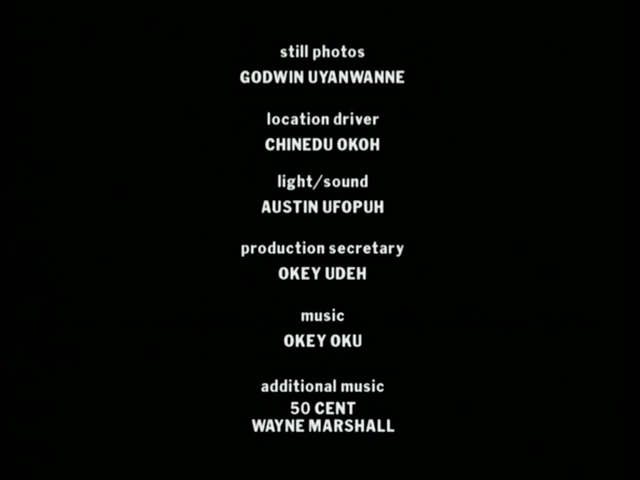 still photos
GODWIN UYANWANNE
location driver
CHINEDU OKOH
light/sound
AUSTIN UFOPUH
production secretary
OKEY UDEH
music
OKEY OKU
additional music
50 CENT
WAYNE MARSHALL